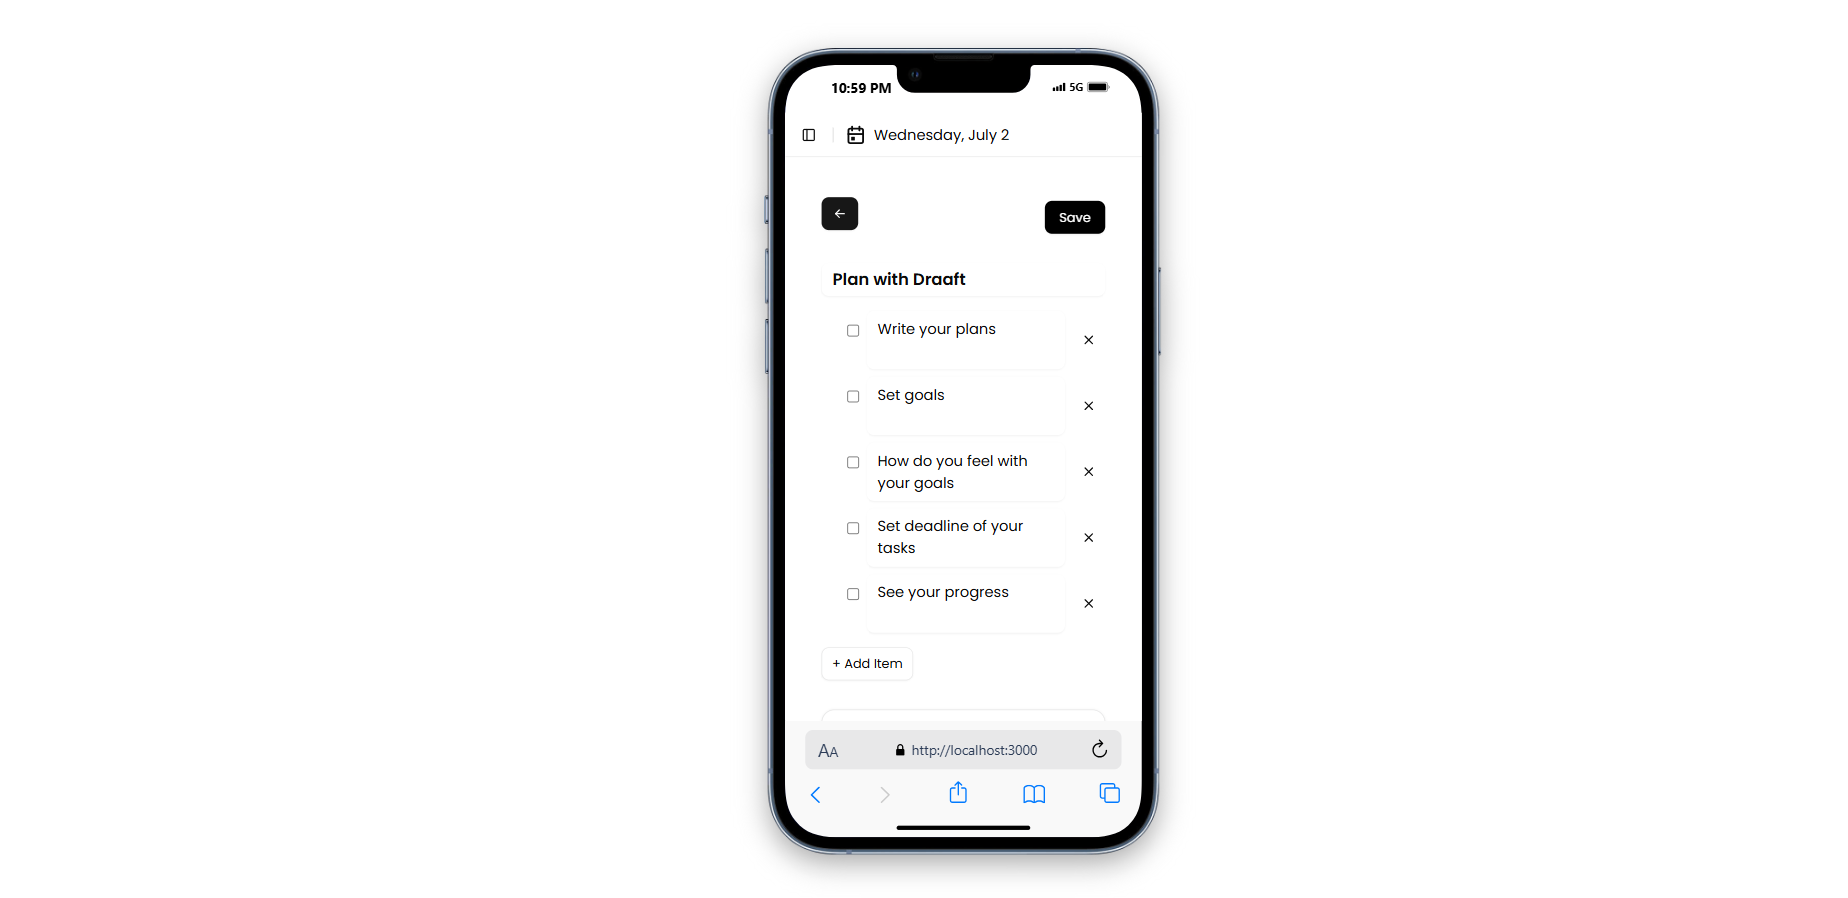 10:59 PM 5G
Wednesday, July 2
Save
Plan with Draaft
Write your plans
Set goals
How do you feel with
your goals
Set deadline of your
tasks
See your progress
+ Add Item
AA http://localhost:3000